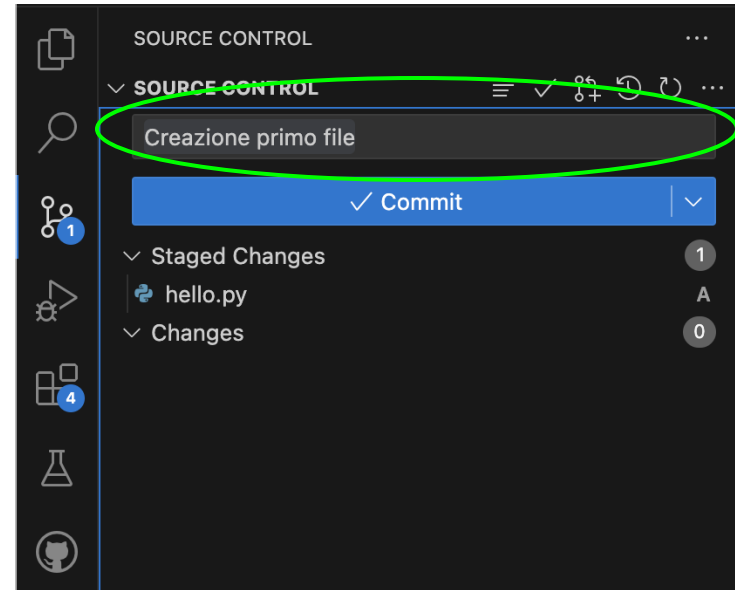 SOURCE CONTROL
SOURCE CONTROL
Creazione primo file
Commit
1
Staged Changes 1
hello.py A
Changes 0
4